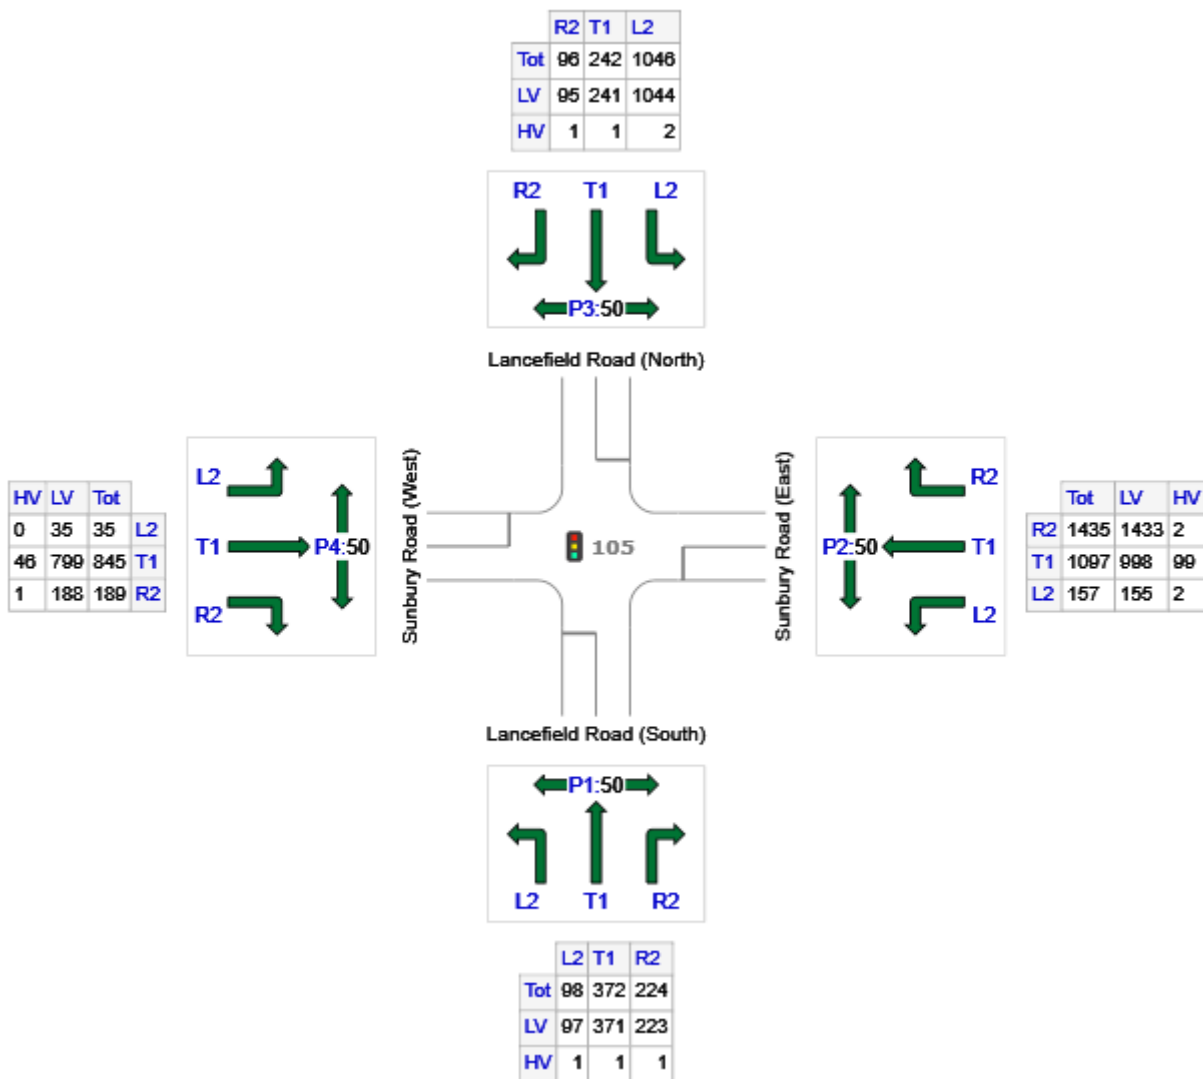 R2 T1 L2
Tot 96 242 1046
LV 95 241 1044
HV 1 1 2
R2 T1 L2
P3:50
Lancefield Road (North)
HV LV Tot
0 35 35 L2
46 799 845 T1
1 188 189 R2
L2
T1
R2
P4:50
Sunbury Road (West)
105
Sunbury Road (East)
P2:50
R2
T1
L2
Tot LV HV
R2 1435 1433 2
T1 1097 998 99
L2 157 155 2
Lancefield Road (South)
P1:50
L2 T1 R2
L2 T1 R2
Tot 98 372 224
LV 97 371 223
HV 1 1 1